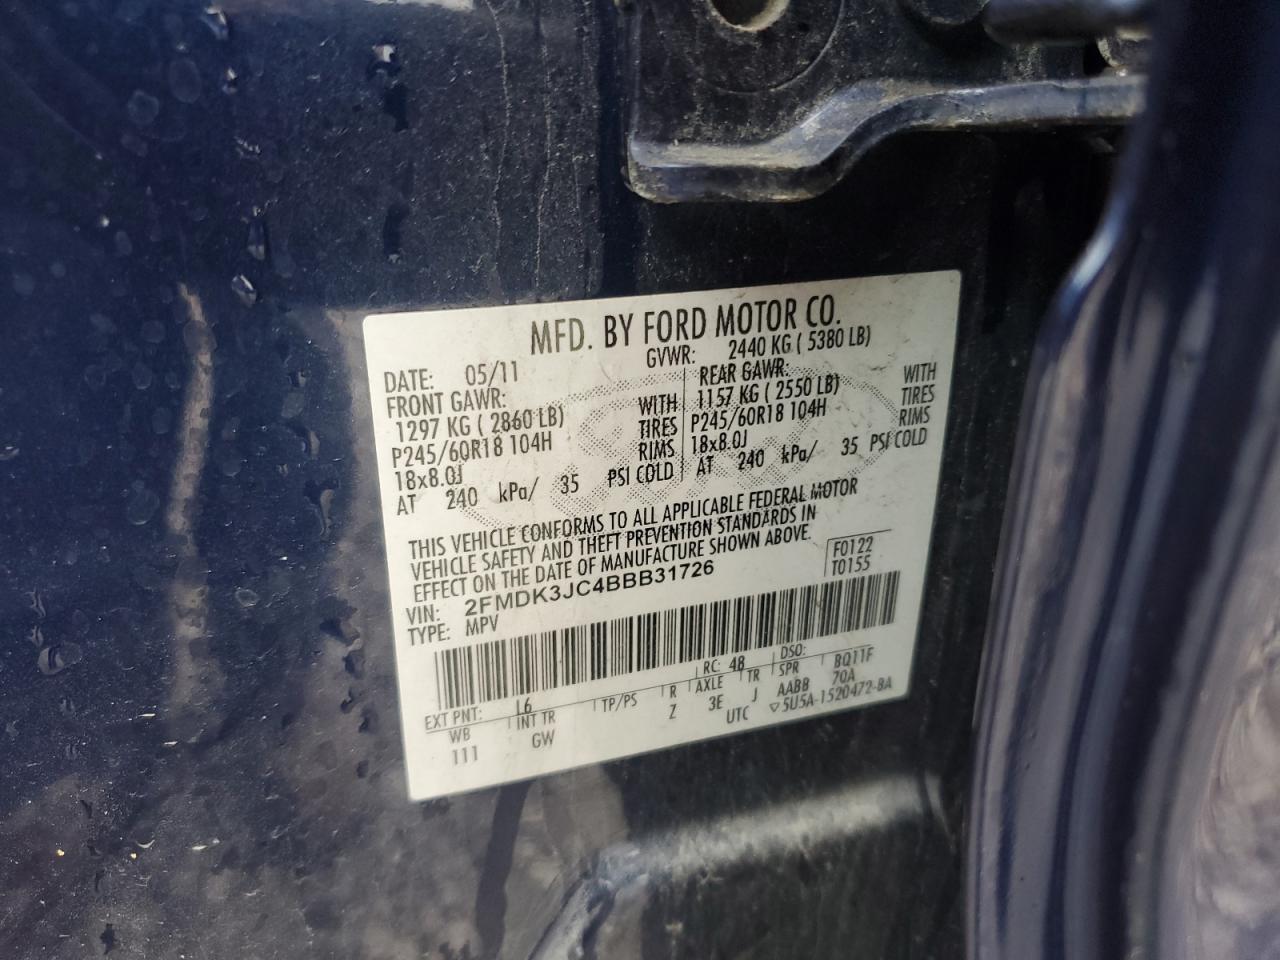 MFD. BY FORD MOTOR CO.
DATE: 05/11 GVWR: 2440 KG ( 5380 LB)
FRONT GAWR: REAR GAWR:
1297 KG ( 2860 LB) WITH 1157 KG ( 2550 LB) WITH
P245/60R18 104H TIRES P245/60R18 104H TIRES
18x8.0J RIMS 18x8.0J RIMS
AT 240 kPa/ 35 PSI COLD AT 240 kPa/ 35 PSI COLD
THIS VEHICLE CONFORMS TO ALL APPLICABLE FEDERAL MOTOR
VEHICLE SAFETY AND THEFT PREVENTION STANDARDS IN
EFFECT ON THE DATE OF MANUFACTURE SHOWN ABOVE.
F0122
VIN: 2FMDK3JC4BBB31726 T0155
TYPE: MPV
EXT PNT: L6 RC: 48 DSO:
WB INT TR TP/PS R AXLE TR SPR BQ11F
111 GW Z 3E J AABB 70A
UTC ▽5U5A-1520472-BA